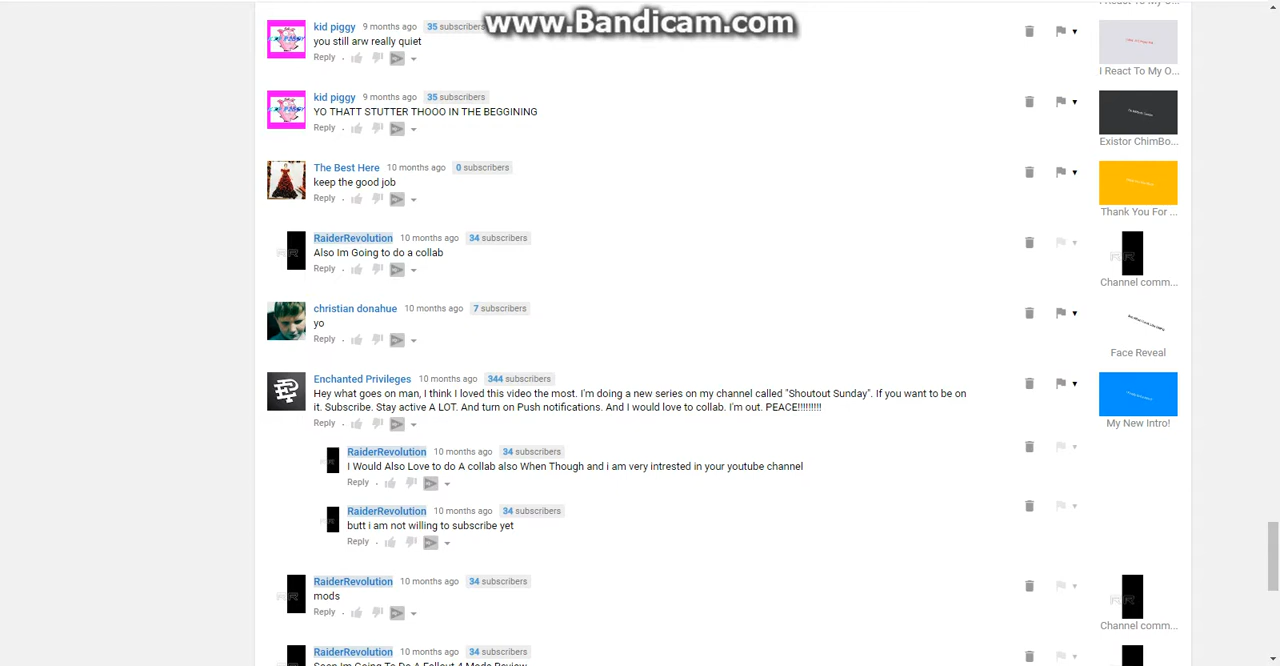 www.Bandicam.com
I React To My O...
kid piggy 9 months ago 35 subscribers
you still arw really quiet
Reply
I React To My O...
kid piggy 9 months ago 35 subscribers
YO THATT STUTTER THOOO IN THE BEGGINING
Reply
Existor ChimBo...
The Best Here 10 months ago 0 subscribers
keep the good job
Reply
Thank You For ...
RaiderRevolution 10 months ago 34 subscribers
Also Im Going to do a collab
Reply
Channel comm...
christian donahue 10 months ago 7 subscribers
yo
Reply
Face Reveal
Enchanted Privileges 10 months ago 344 subscribers
Hey what goes on man, I think I loved this video the most. I'm doing a new series on my channel called "Shoutout Sunday". If you want to be on
it. Subscribe. Stay active A LOT. And turn on Push notifications. And I would love to collab. I'm out. PEACE!!!!!!!!!
Reply
My New Intro!
RaiderRevolution 10 months ago 34 subscribers
I Would Also Love to do A collab also When Though and i am very intrested in your youtube channel
Reply
RaiderRevolution 10 months ago 34 subscribers
butt i am not willing to subscribe yet
Reply
RaiderRevolution 10 months ago 34 subscribers
mods
Reply
Channel comm...
RaiderRevolution 10 months ago 34 subscribers
Soon Im Going To Do A Fallout 4 Mods Review